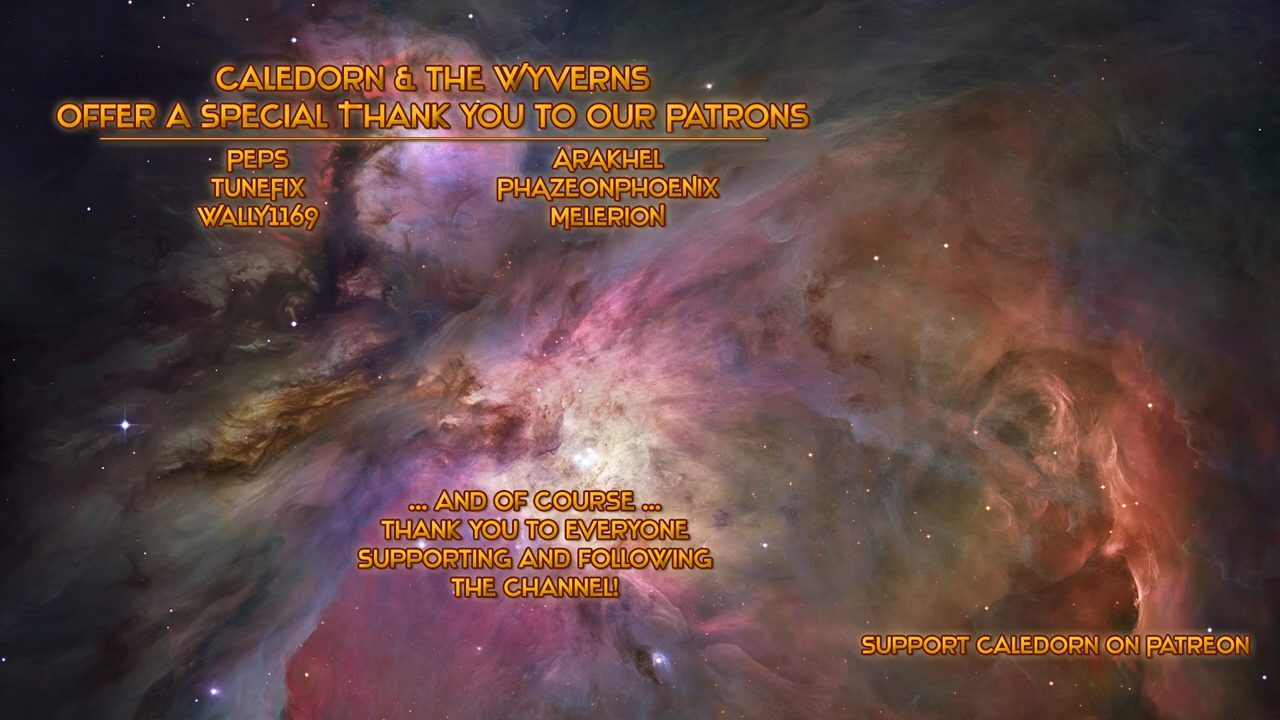 CALEDORN & THE WYVERNS
OFFER A SPECIAL THANK YOU TO OUR PATRONS
PEPS
TUNEFIX
WALLY1169
ARAKHEL
PHAZEONPHOENIX
MELERION
... AND OF COURSE ...
THANK YOU TO EVERYONE
SUPPORTING AND FOLLOWING
THE CHANNEL!
SUPPORT CALEDORN ON PATREON